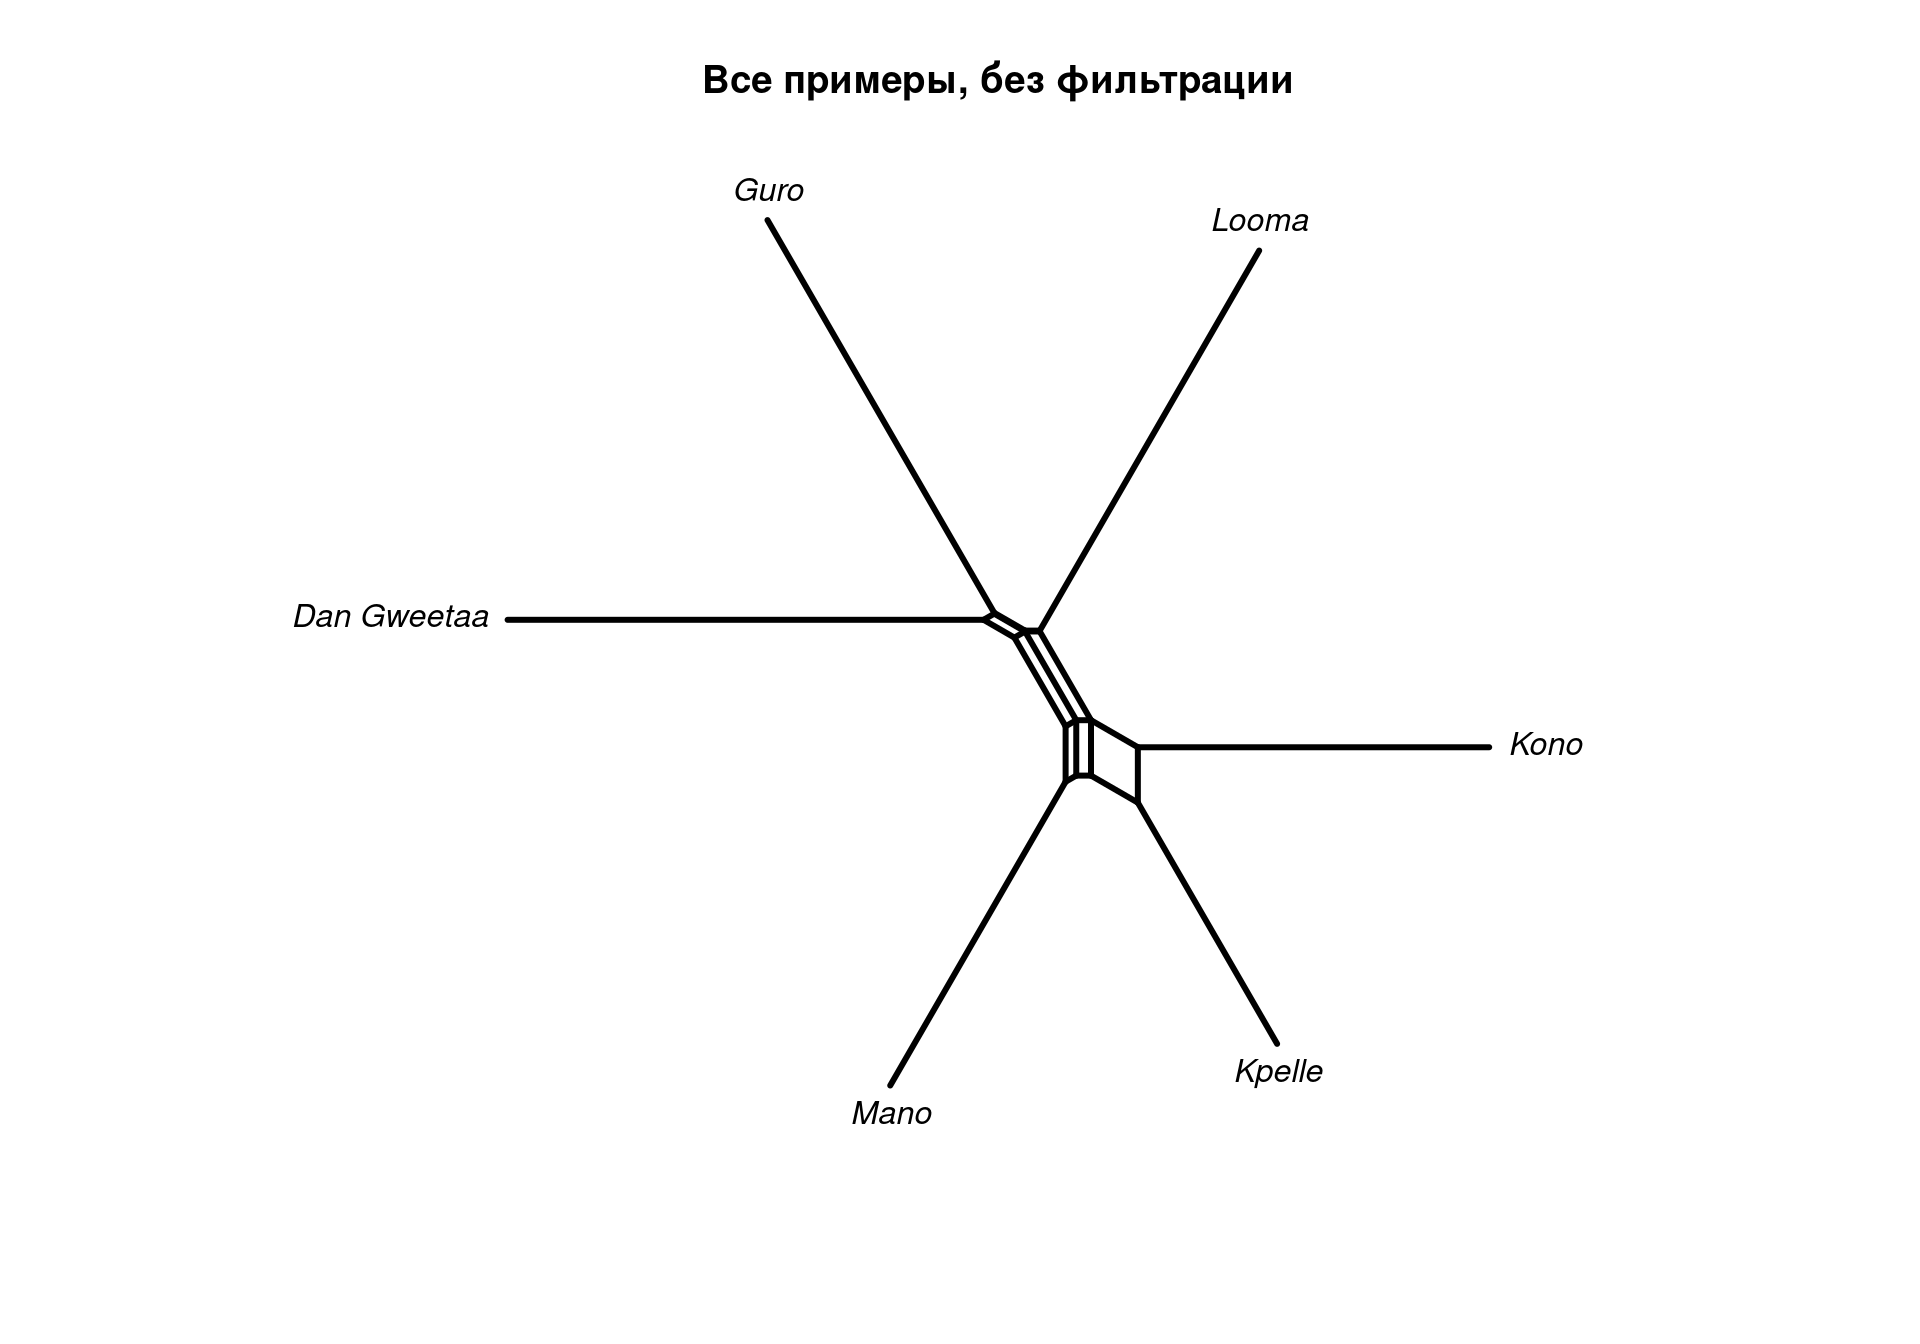 Все примеры, без фильтрации
Guro
Looma
Dan Gweetaa
Kono
Kpelle
Mano